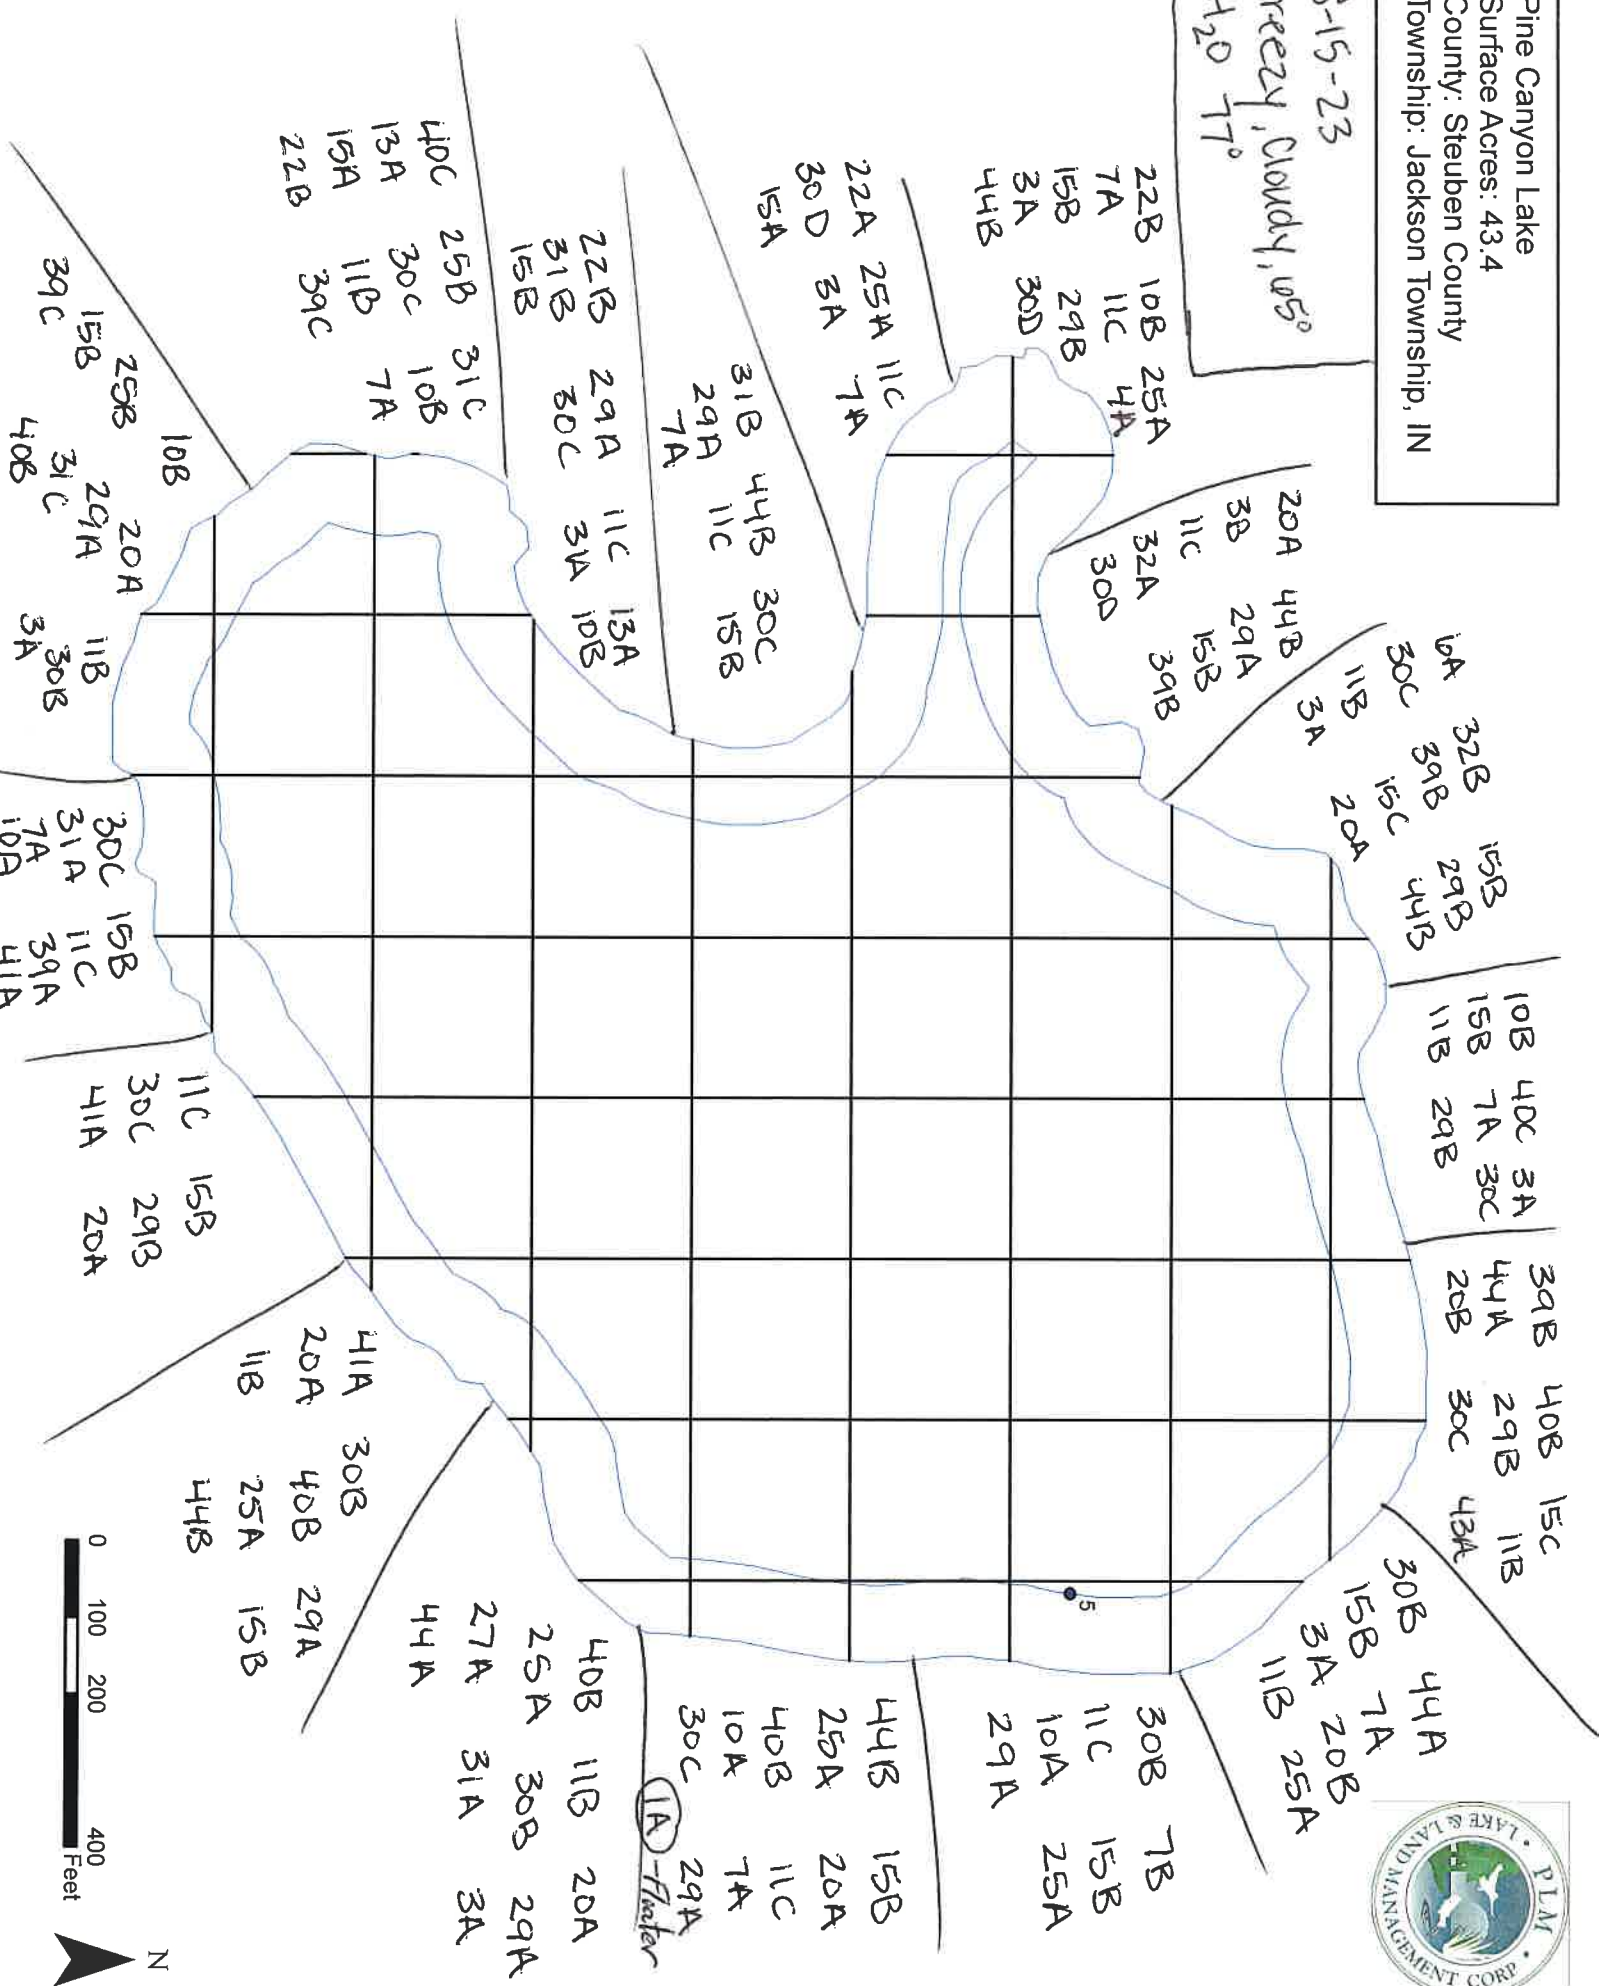 Pine Canyon Lake
Surface Acres: 43.4
County: Steuben County
Township: Jackson Township, IN
-15-23
reezy, Cloudy, 65°
H20 77°
22B 10B 25A
7A 11C 4A
15B 29B
3A 30D
44B
20A 44B
3B 29A
11C 15B
32A 39B
30D
6A 32B 15B
30C 39B 29B
11B 15C 44B
3A 20A
10B 40C 3A
15B 7A 30C
11B 29B
39B 40B 15C
44A 29B 11B
20B 30C 43A
30B 44A
15B 7A
3A 20B
11B 25A
30B 7B
11C 15B
10A 25A
29A
44B 15B
25A 20A
40B 11C
10A 7A
30C 29A
1A - Floater
40B 11B 20A
25A 30B 29A
27A 31A 3A
44A
41A 30B
20A 40B 29A
11B 25A 15B
44B
11C 15B
30C 29B
41A 20A
30C 15B
31A 11C
7A 39A
10A 41A
10B 20A 11B
25B 29A 30B
15B 31C 3A
39C 40B
40C 25B 31C
13A 30C 10B
15A 11B 7A
22B 39C
22B 29A 11C 13A
31B 30C 31A 10B
15B
31B 44B 30C
29A 11C 15B
7A
22A 25A 11C
30D 3A 7A
15A
5
0 100 200 400
Feet
N
PLM
LAKE & LAND MANAGEMENT CORP